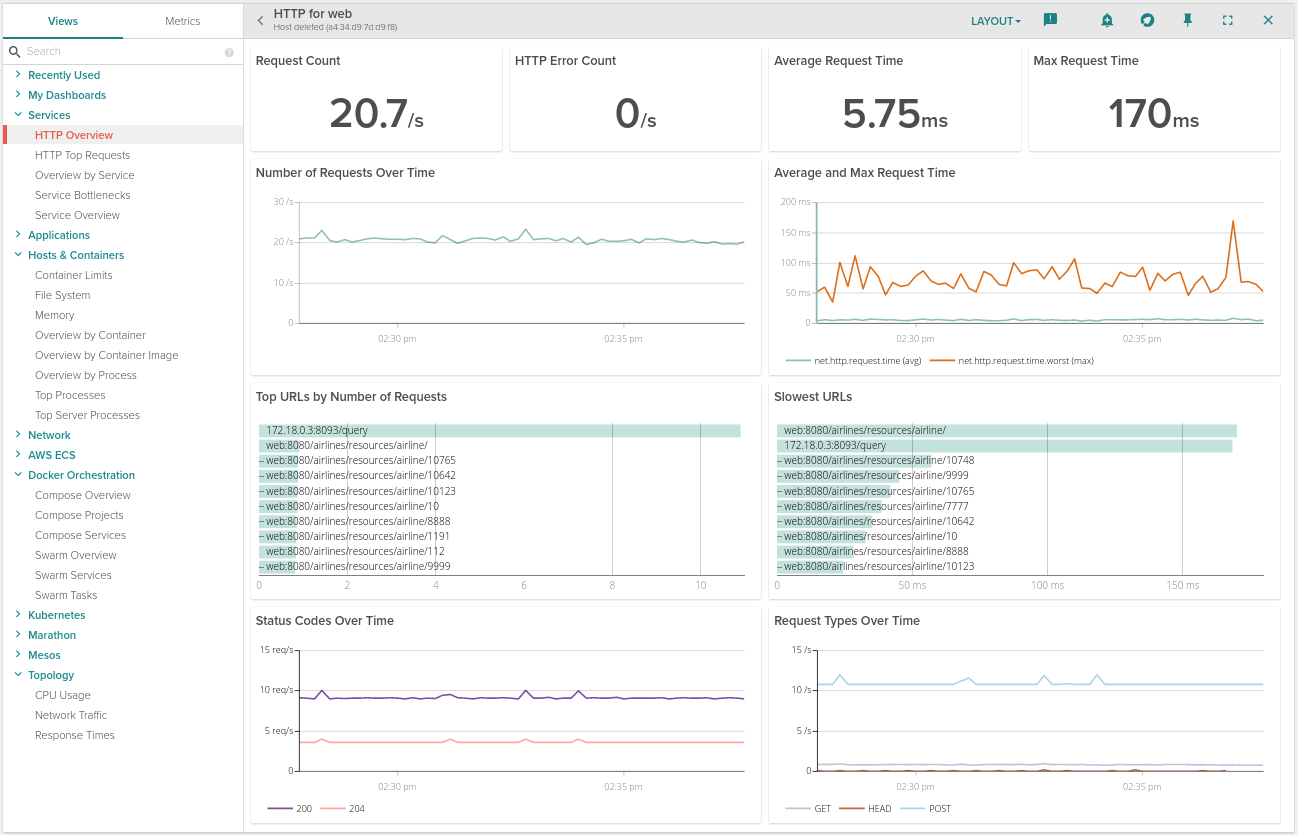 Views Metrics
Search
Recently Used
My Dashboards
Services
HTTP Overview
HTTP Top Requests
Overview by Service
Service Bottlenecks
Service Overview
Applications
Hosts & Containers
Container Limits
File System
Memory
Overview by Container
Overview by Container Image
Overview by Process
Top Processes
Top Server Processes
Network
AWS ECS
Docker Orchestration
Compose Overview
Compose Projects
Compose Services
Swarm Overview
Swarm Services
Swarm Tasks
Kubernetes
Marathon
Mesos
Topology
CPU Usage
Network Traffic
Response Times
HTTP for web
Host deleted (a4:34:d9:7d:d9:f8)
LAYOUT
Request Count
20.7/s
HTTP Error Count
0/s
Average Request Time
5.75ms
Max Request Time
170ms
Number of Requests Over Time
30 /s
20 /s
10 /s
0
02:30 pm 02:35 pm
Average and Max Request Time
200 ms
150 ms
100 ms
50 ms
0
02:30 pm 02:35 pm
net.http.request.time (avg) net.http.request.time.worst (max)
Top URLs by Number of Requests
172.18.0.3:8093/query
web:8080/airlines/resources/airline/
web:8080/airlines/resources/airline/10765
web:8080/airlines/resources/airline/10642
web:8080/airlines/resources/airline/10123
web:8080/airlines/resources/airline/10
web:8080/airlines/resources/airline/8888
web:8080/airlines/resources/airline/1191
web:8080/airlines/resources/airline/112
web:8080/airlines/resources/airline/9999
0 2 4 6 8 10
Slowest URLs
web:8080/airlines/resources/airline/
172.18.0.3:8093/query
web:8080/airlines/resources/airline/10748
web:8080/airlines/resources/airline/9999
web:8080/airlines/resources/airline/10765
web:8080/airlines/resources/airline/7777
web:8080/airlines/resources/airline/10642
web:8080/airlines/resources/airline/10
web:8080/airlines/resources/airline/8888
web:8080/airlines/resources/airline/10123
0 50 ms 100 ms 150 ms
Status Codes Over Time
15 req/s
10 req/s
5 req/s
0
02:30 pm 02:35 pm
200 204
Request Types Over Time
15 /s
10 /s
5 /s
0
02:30 pm 02:35 pm
GET HEAD POST